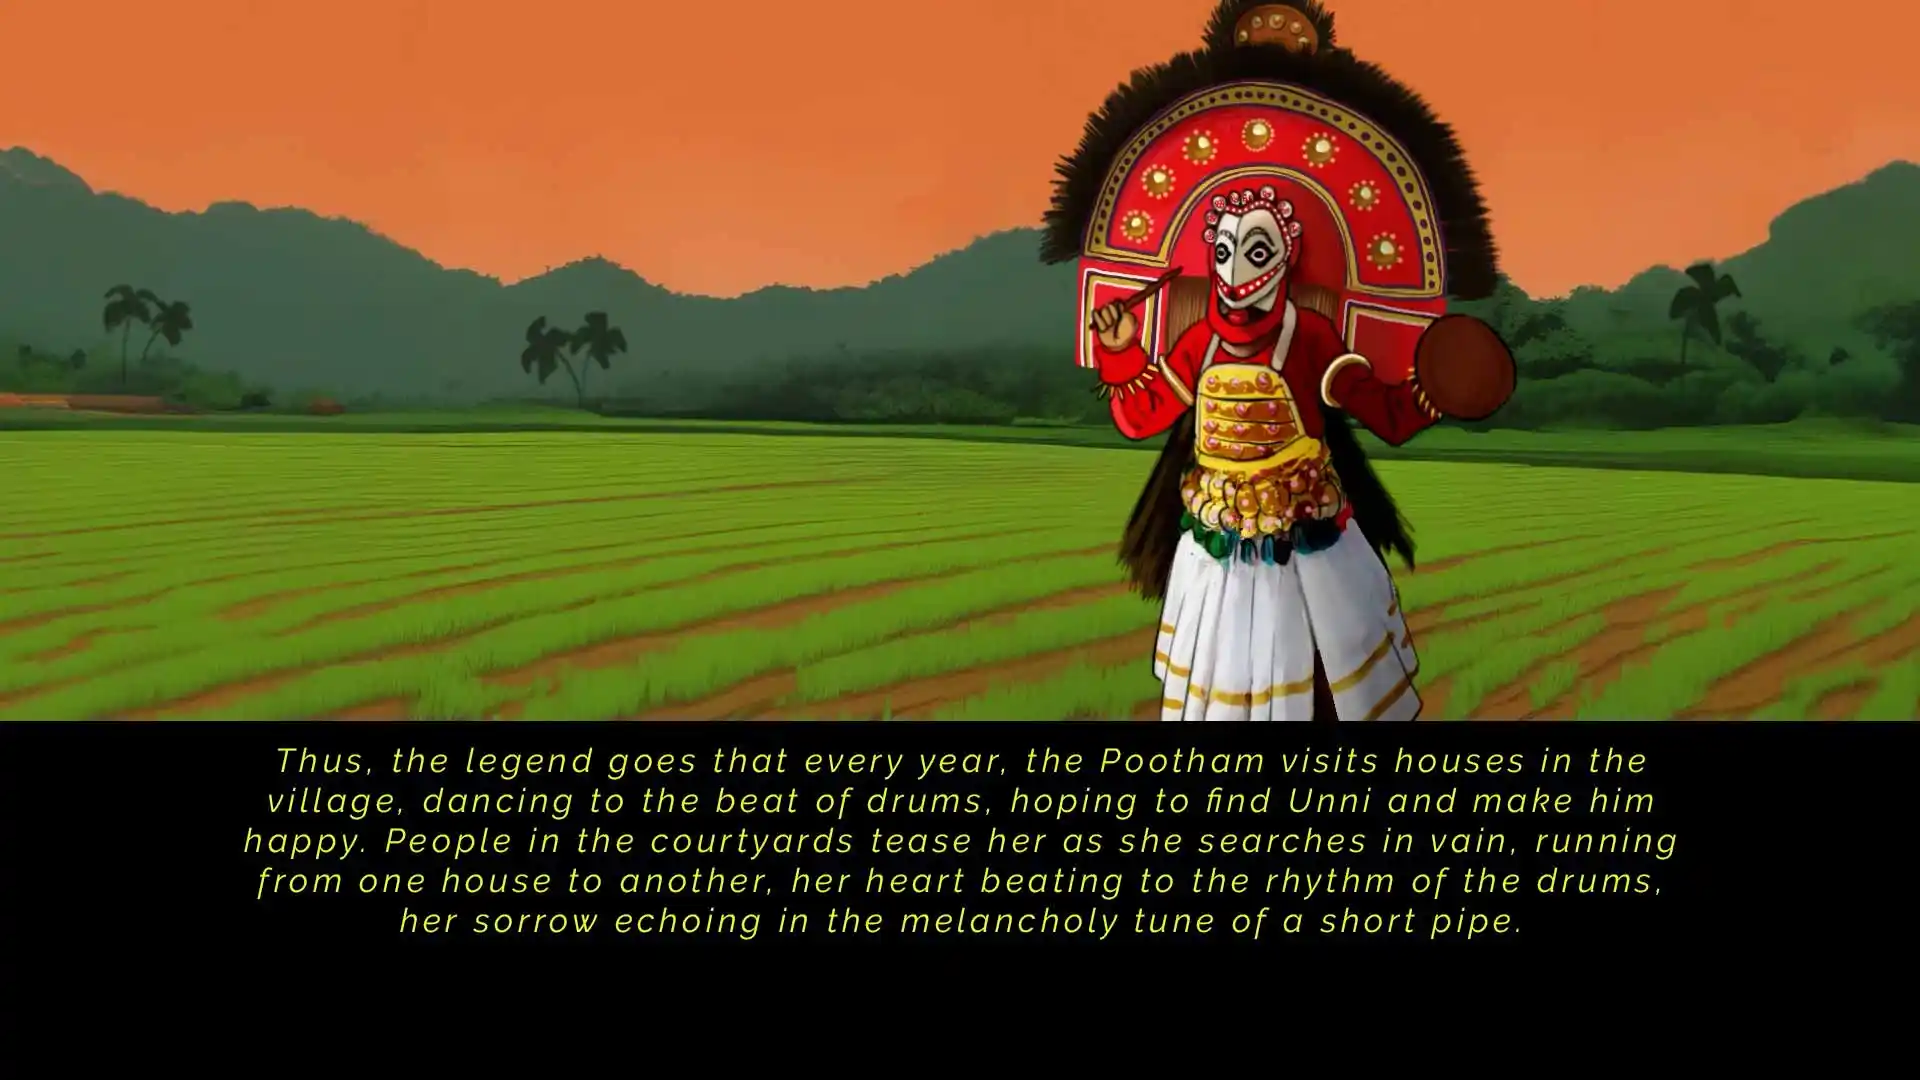 Thus, the legend goes that every year, the Pootham visits houses in the
village, dancing to the beat of drums, hoping to find Unni and make him
happy. People in the courtyards tease her as she searches in vain, running
from one house to another, her heart beating to the rhythm of the drums,
her sorrow echoing in the melancholy tune of a short pipe.